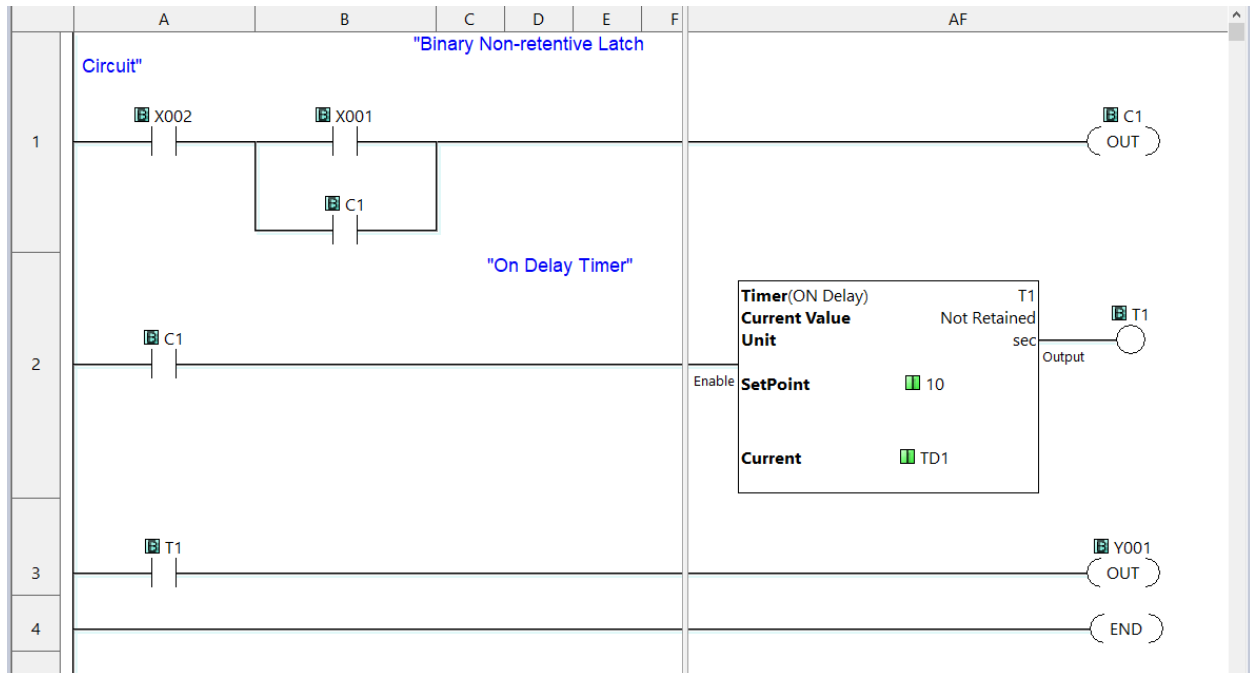 A B C D E F AF
"Binary Non-retentive Latch
Circuit"
B X002 B X001 B C1
1 OUT
B C1
"On Delay Timer"
Timer(ON Delay) T1
Current Value Not Retained
B T1
Unit sec
B C1
Output
2
Enable SetPoint I 10
Current I TD1
B T1 B Y001
3 OUT
4 END